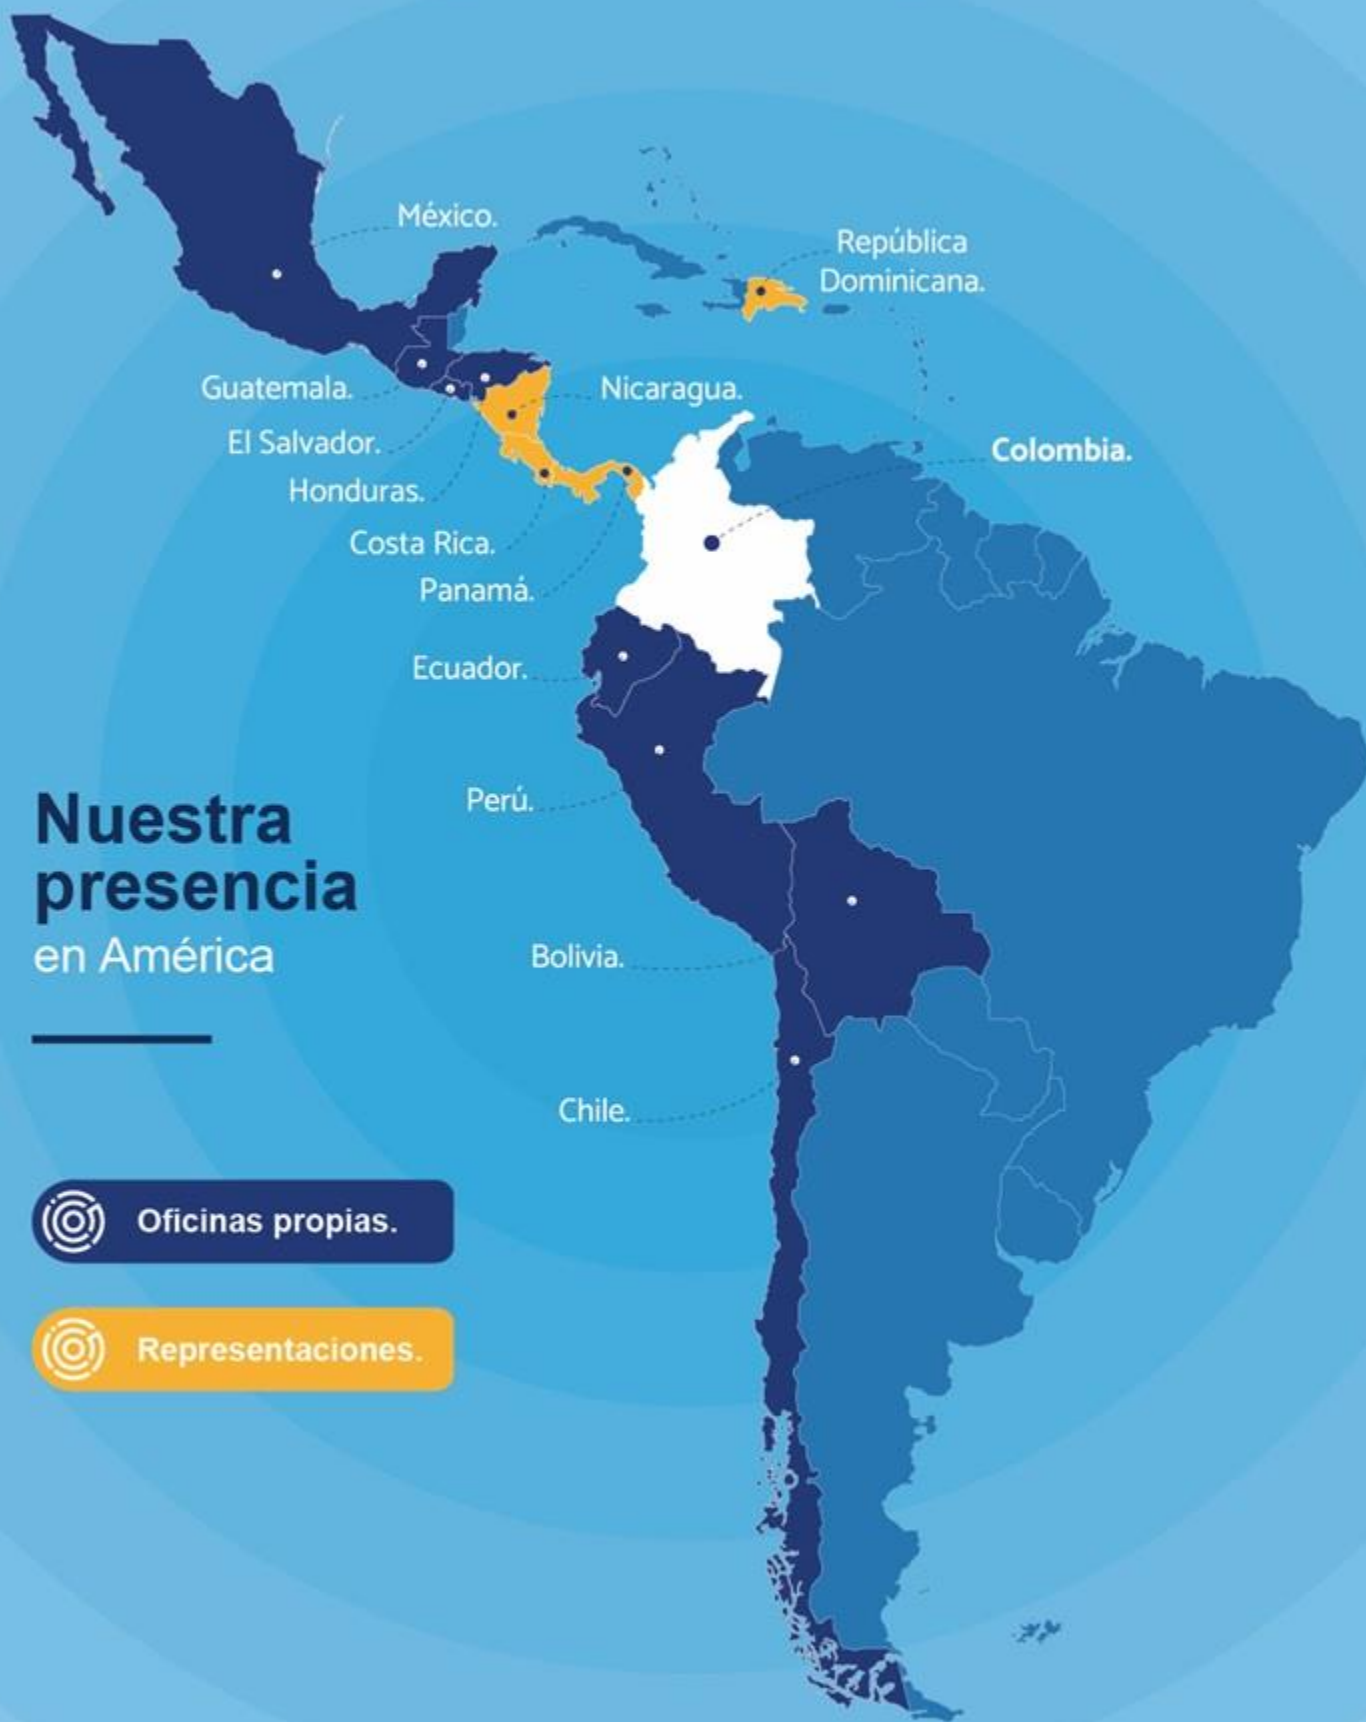 México.
República
Dominicana.
Guatemala.
Nicaragua.
El Salvador.
Colombia.
Honduras.
Costa Rica.
Panamá.
Ecuador.
Perú.
Nuestra
presencia
en América
Bolivia.
Chile.
Oficinas propias.
Representaciones.